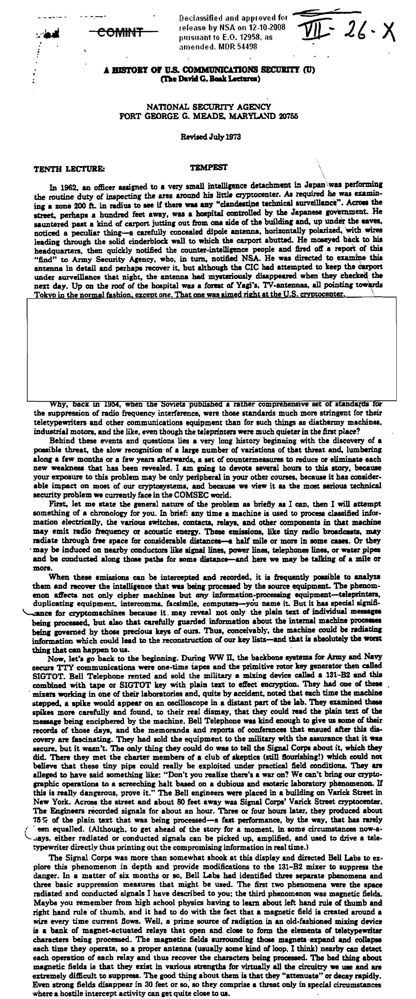 COMINT
Declassified and approved for
release by NSA on 12-10-2008
pursuant to E.O. 12958, as
amended. MDR 54498
VII - 26 - X
A HISTORY OF U.S. COMMUNICATIONS SECURITY (U)
(The David G. Boak Lectures)
NATIONAL SECURITY AGENCY
FORT GEORGE G. MEADE, MARYLAND 20755
Revised July 1973
TENTH LECTURE: TEMPEST
In 1962, an officer assigned to a very small intelligence detachment in Japan was performing
the routine duty of inspecting the area around his little cryptocenter. As required he was examin-
ing a zone 200 ft. in radius to see if there was any "clandestine technical surveillance". Across the
street, perhaps a hundred feet away, was a hospital controlled by the Japanese government. He
sauntered past a kind of carport jutting out from one side of the building and, up under the eaves,
noticed a peculiar thing—a carefully concealed dipole antenna, horizontally polarized, with wires
leading through the solid cinderblock wall to which the carport abutted. He moseyed back to his
headquarters, then quickly notified the counter-intelligence people and fired off a report of this
"find" to Army Security Agency, who, in turn, notified NSA. He was directed to examine this
antenna in detail and perhaps recover it, but although the CIC had attempted to keep the carport
under surveillance that night, the antenna had mysteriously disappeared when they checked the
next day. Up on the roof of the hospital was a forest of Yagi's, TV-antennas, all pointing towards
Tokyo in the normal fashion, except one. That one was aimed right at the U.S. cryptocenter.
Why, back in 1954, when the Soviets published a rather comprehensive set of standards for
the suppression of radio frequency interference, were those standards much more stringent for their
teletypewriters and other communications equipment than for such things as diathermy machines,
industrial motors, and the like, even though the teleprinters were much quieter in the first place?
Behind these events and questions lies a very long history beginning with the discovery of a
possible threat, the slow recognition of a large number of variations of that threat and, lumbering
along a few months or a few years afterwards, a set of countermeasures to reduce or eliminate each
new weakness that has been revealed. I am going to devote several hours to this story, because
your exposure to this problem may be only peripheral in your other courses, because it has consider-
able impact on most of our cryptosystems, and because we view it as the most serious technical
security problem we currently face in the COMSEC world.
First, let me state the general nature of the problem as briefly as I can, then I will attempt
something of a chronology for you. In brief: any time a machine is used to process classified infor-
mation electrically, the various switches, contacts, relays, and other components in that machine
may emit radio frequency or acoustic energy. These emissions, like tiny radio broadcasts, may
radiate through free space for considerable distances—a half mile or more in some cases. Or they
may be induced on nearby conductors like signal lines, power lines, telephones lines, or water pipes
and be conducted along those paths for some distance—and here we may be talking of a mile or
more.
When these emissions can be intercepted and recorded, it is frequently possible to analyze
them and recover the intelligence that was being processed by the source equipment. The phenom-
enon affects not only cipher machines but any information-processing equipment—teleprinters,
duplicating equipment, intercomms, facsimile, computers—you name it. But it has special signifi-
cance for cryptomachines because it may reveal not only the plain text of individual messages
being processed, but also that carefully guarded information about the internal machine processes
being governed by those precious keys of ours. Thus, conceivably, the machine could be radiating
information which could lead to the reconstruction of our key lists—and that is absolutely the worst
thing that can happen to us.
Now, let's go back to the beginning. During WW II, the backbone systems for Army and Navy
secure TTY communications were one-time tapes and the primitive rotor key generator then called
SIGTOT. Bell Telephone rented and sold the military a mixing device called a 131-B2 and this
combined with tape or SIGTOT key with plain text to effect encryption. They had one of these
mixers working in one of their laboratories and, quite by accident, noted that each time the machine
stepped, a spike would appear on an oscilloscope in a distant part of the lab. They examined these
spikes more carefully and found, to their real dismay, that they could read the plain text of the
message being enciphered by the machine. Bell Telephone was kind enough to give us some of their
records of those days, and the memoranda and reports of conferences that ensued after this dis-
covery are fascinating. They had sold the equipment to the military with the assurance that it was
secure, but it wasn't. The only thing they could do was to tell the Signal Corps about it, which they
did. There they met the charter members of a club of skeptics (still flourishing!) which could not
believe that these tiny pips could really be exploited under practical field conditions. They are
alleged to have said something like: "Don't you realize there's a war on? We can't bring our crypto-
graphic operations to a screeching halt based on a dubious and esoteric laboratory phenomenon. If
this is really dangerous, prove it." The Bell engineers were placed in a building on Varick Street in
New York. Across the street and about 80 feet away was Signal Corps' Varick Street cryptocenter.
The Engineers recorded signals for about an hour. Three or four hours later, they produced about
75% of the plain text that was being processed—a fast performance, by the way, that has rarely
een equalled. (Although, to get ahead of the story for a moment, in some circumstances now-a-
ays, either radiated or conducted signals can be picked up, amplified, and used to drive a tele-
typewriter directly thus printing out the compromising information in real time.)
The Signal Corps was more than somewhat shook at this display and directed Bell Labs to ex-
plore this phenomenon in depth and provide modifications to the 131-B2 mixer to suppress the
danger. In a matter of six months or so, Bell Labs had identified three separate phenomena and
three basic suppression measures that might be used. The first two phenomena were the space
radiated and conducted signals I have described to you; the third phenomenon was magnetic fields.
Maybe you remember from high school physics having to learn about left hand rule of thumb and
right hand rule of thumb, and it had to do with the fact that a magnetic field is created around a
wire every time current flows. Well, a prime source of radiation in an old-fashioned mixing device
is a bank of magnet-actuated relays that open and close to form the elements of teletypewriter
characters being processed. The magnetic fields surrounding those magnets expand and collapse
each time they operate, so a proper antenna (usually some kind of loop, I think) nearby can detect
each operation of each relay and thus recover the characters being processed. The bad thing about
magnetic fields is that they exist in various strengths for virtually all the circuitry we use and are
extremely difficult to suppress. The good thing about them is that they "attenuate" or decay rapidly.
Even strong fields disappear in 30 feet or so, so they comprise a threat only in special circumstances
where a hostile intercept activity can get quite close to us.